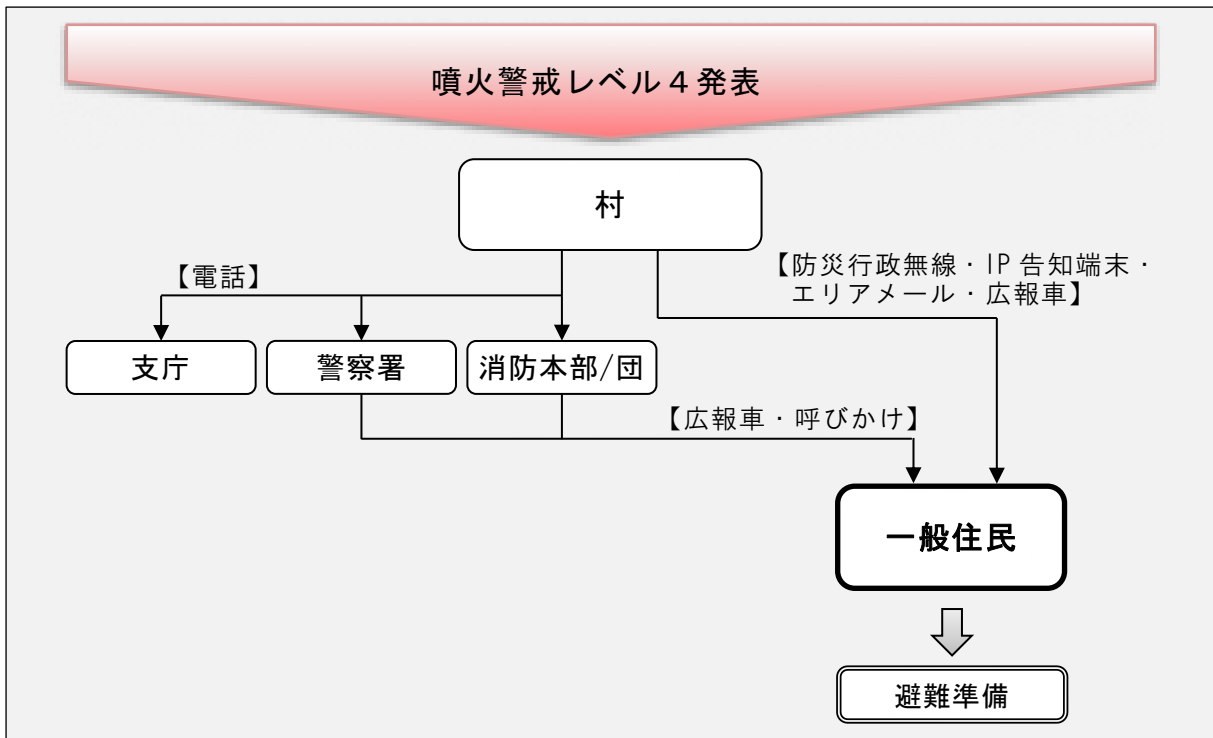 噴火警戒レベル４発表
村
【電話】
【防災行政無線・IP告知端末・
エリアメール・広報車】
支庁
警察署
消防本部/団
【広報車・呼びかけ】
一般住民
避難準備